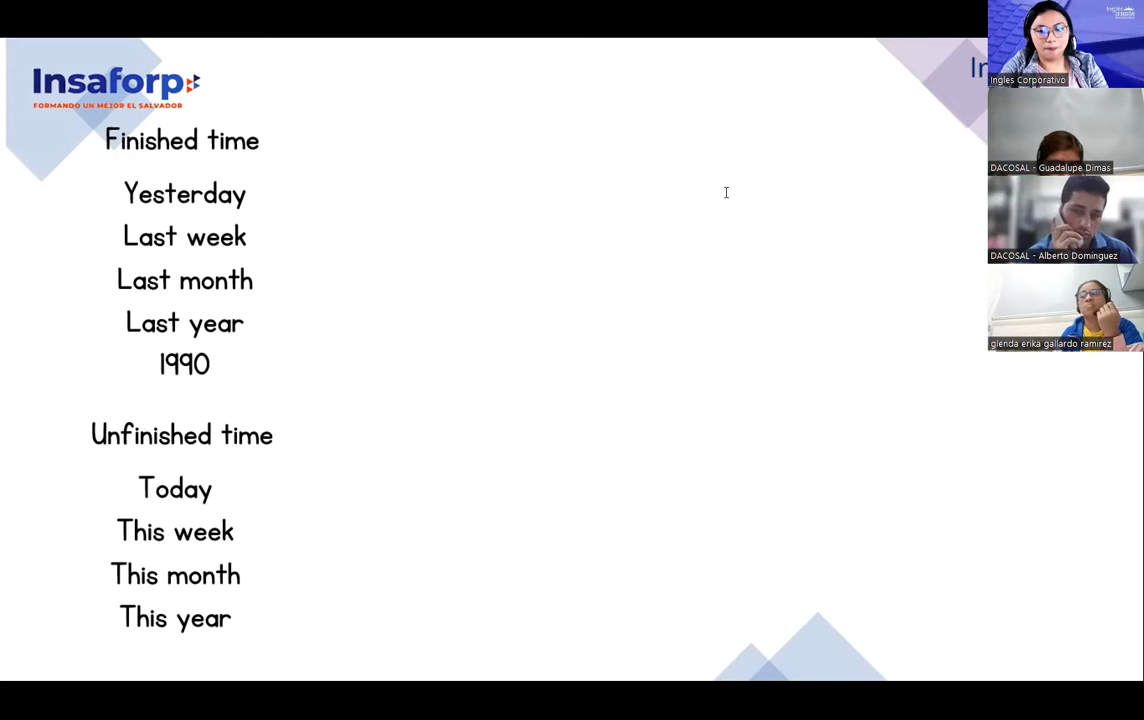 Insaforp
FORMANDO UN MEJOR EL SALVADOR
Finished time
Yesterday
Last week
Last month
Last year
1990
Unfinished time
Today
This week
This month
This year
Ingles Corporativo
DACOSAL - Guadalupe Dimas
DACOSAL - Alberto Dominguez
glenda erika gallardo ramirez